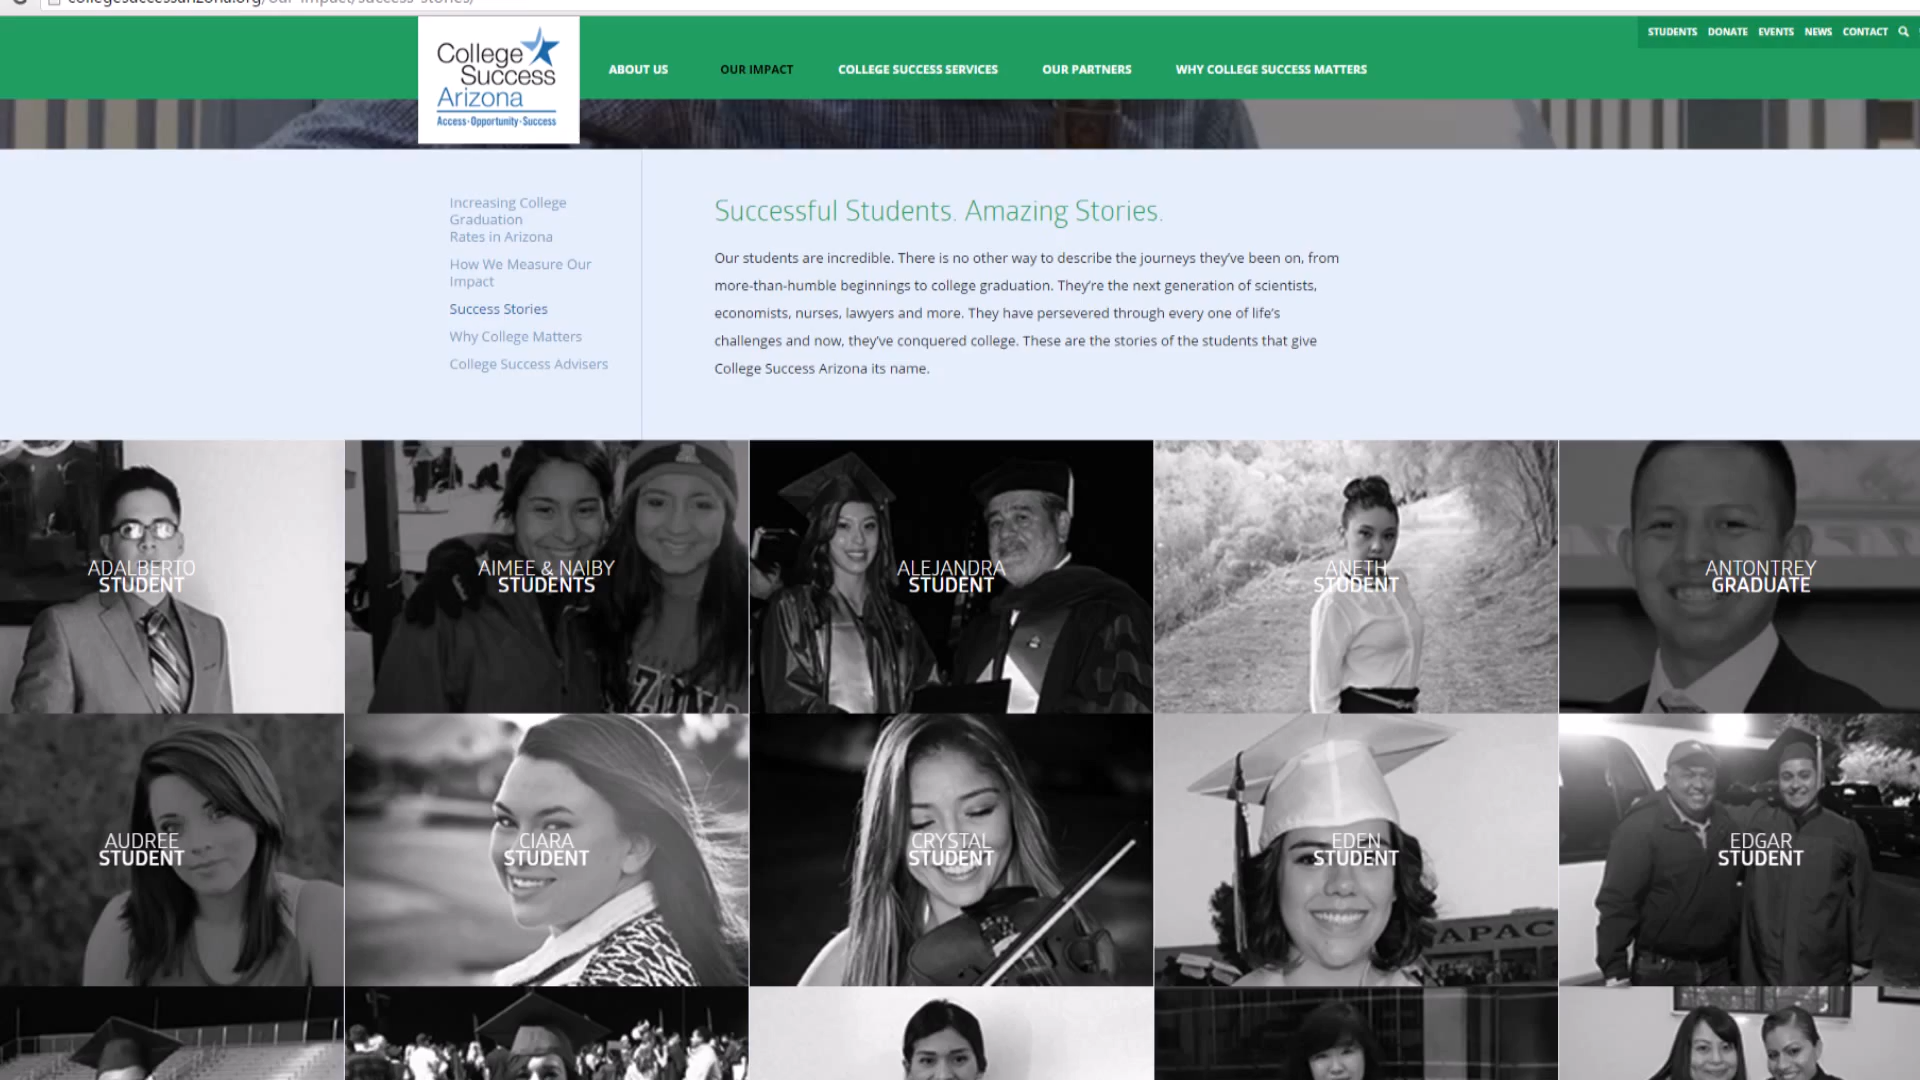 collegesuccessarizona.org/our-impact/success-stories/
STUDENTS DONATE EVENTS NEWS CONTACT
College
Success
Arizona
Access·Opportunity·Success
ABOUT US OUR IMPACT COLLEGE SUCCESS SERVICES OUR PARTNERS WHY COLLEGE SUCCESS MATTERS
Increasing College
Graduation
Rates in Arizona
How We Measure Our
Impact
Success Stories
Why College Matters
College Success Advisers
Successful Students. Amazing Stories.
Our students are incredible. There is no other way to describe the journeys they’ve been on, from
more-than-humble beginnings to college graduation. They’re the next generation of scientists,
economists, nurses, lawyers and more. They have persevered through every one of life’s
challenges and now, they’ve conquered college. These are the stories of the students that give
College Success Arizona its name.
ADALBERTO
STUDENT
AIMEE & NAIBY
STUDENTS
ALEJANDRA
STUDENT
ANETH
STUDENT
ANTONTREY
GRADUATE
AUDREE
STUDENT
CIARA
STUDENT
CRYSTAL
STUDENT
EDEN
STUDENT
APAC
EDGAR
STUDENT